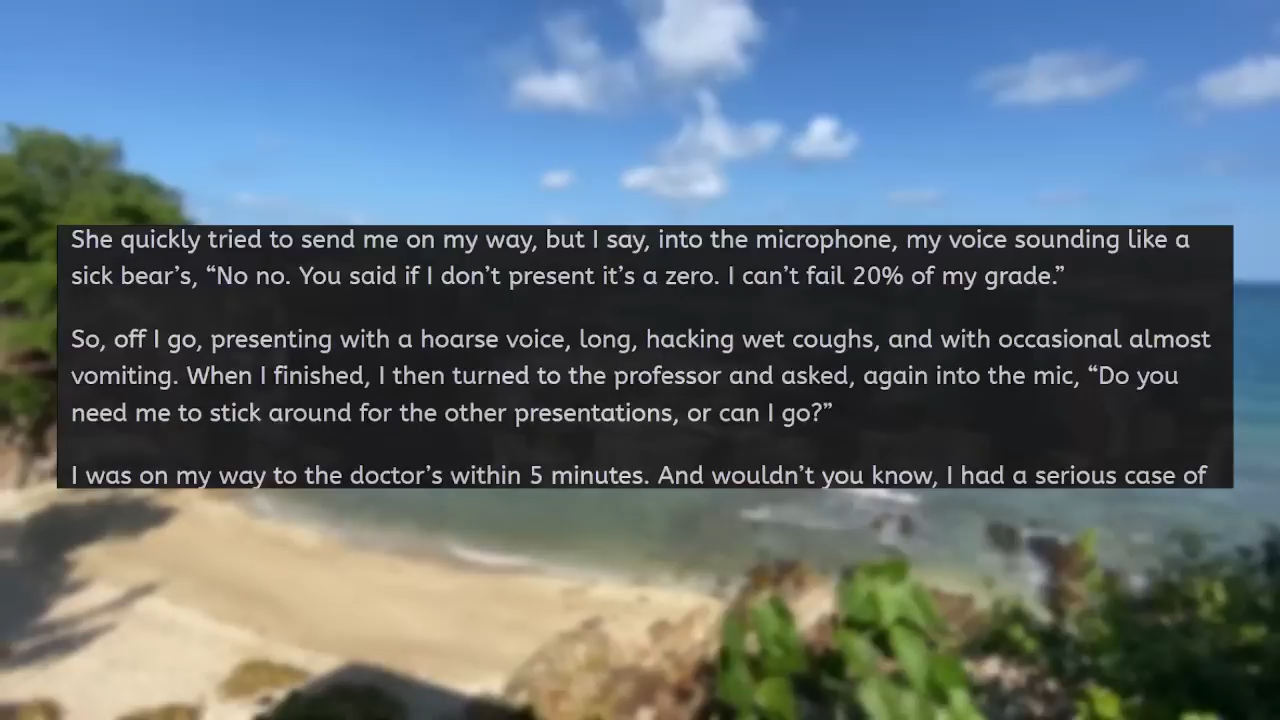 She quickly tried to send me on my way, but I say, into the microphone, my voice sounding like a
sick bear’s, “No no. You said if I don’t present it’s a zero. I can’t fail 20% of my grade.”
So, off I go, presenting with a hoarse voice, long, hacking wet coughs, and with occasional almost
vomiting. When I finished, I then turned to the professor and asked, again into the mic, “Do you
need me to stick around for the other presentations, or can I go?”
I was on my way to the doctor’s within 5 minutes. And wouldn’t you know, I had a serious case of